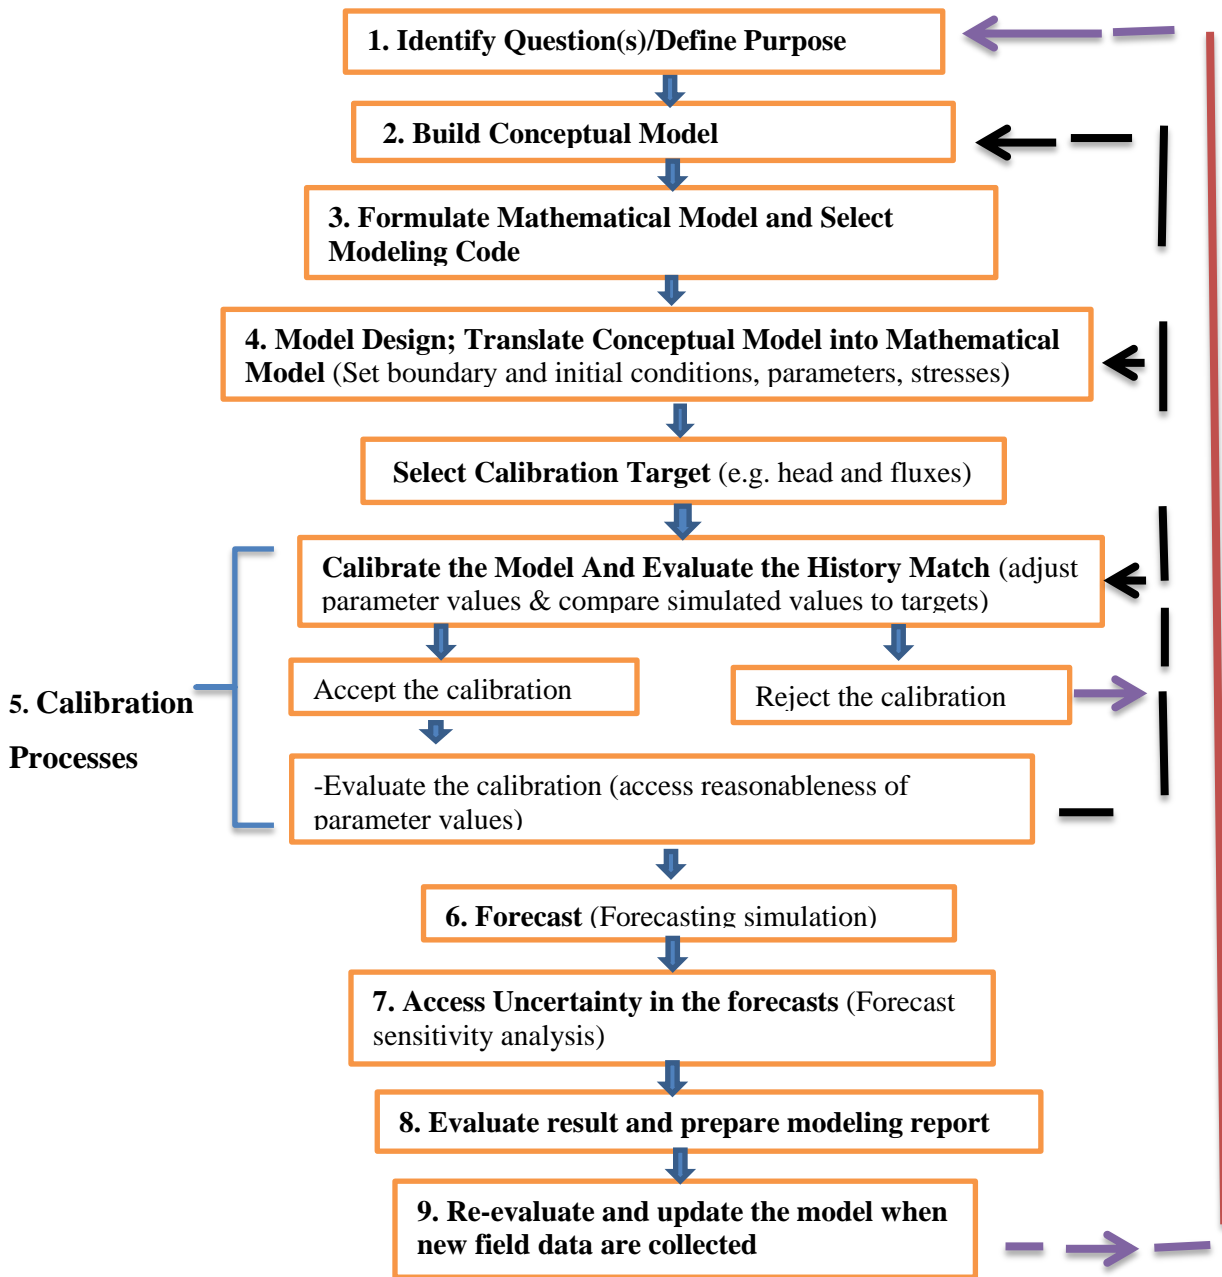 1. Identify Question(s)/Define Purpose
2. Build Conceptual Model
3. Formulate Mathematical Model and Select
Modeling Code
4. Model Design; Translate Conceptual Model into Mathematical
Model (Set boundary and initial conditions, parameters, stresses)
Select Calibration Target (e.g. head and fluxes)
Calibrate the Model And Evaluate the History Match (adjust
parameter values & compare simulated values to targets)
Accept the calibration
Reject the calibration
5. Calibration
Processes
-Evaluate the calibration (access reasonableness of
parameter values)
6. Forecast (Forecasting simulation)
7. Access Uncertainty in the forecasts (Forecast
sensitivity analysis)
8. Evaluate result and prepare modeling report
9. Re-evaluate and update the model when
new field data are collected